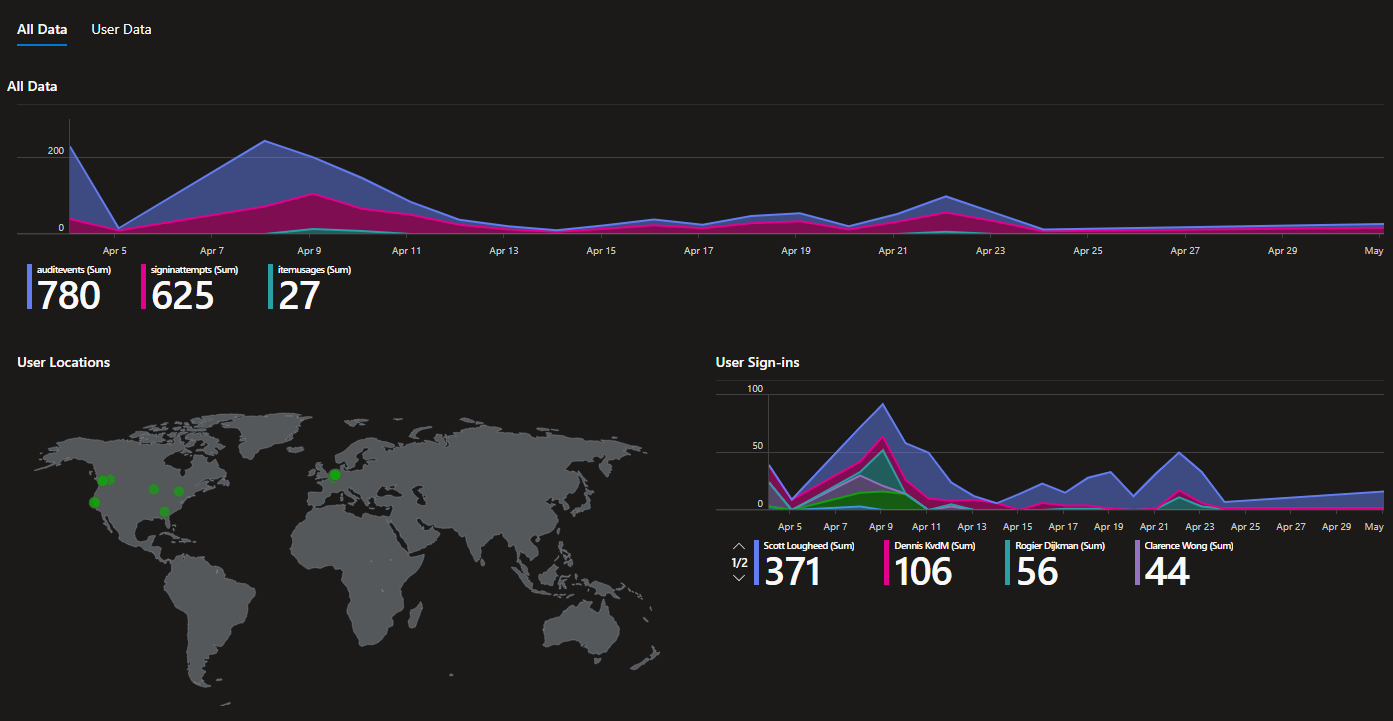 All Data User Data
All Data
200
0
Apr 5 Apr 7 Apr 9 Apr 11 Apr 13 Apr 15 Apr 17 Apr 19 Apr 21 Apr 23 Apr 25 Apr 27 Apr 29 May
auditevents (Sum) signinattempts (Sum) itemusages (Sum)
780 625 27
User Locations
User Sign-ins
100
50
0
Apr 5 Apr 7 Apr 9 Apr 11 Apr 13 Apr 15 Apr 17 Apr 19 Apr 21 Apr 23 Apr 25 Apr 27 Apr 29 May
1/2
Scott Lougheed (Sum) Dennis KvdM (Sum) Rogier Dijkman (Sum) Clarence Wong (Sum)
371 106 56 44